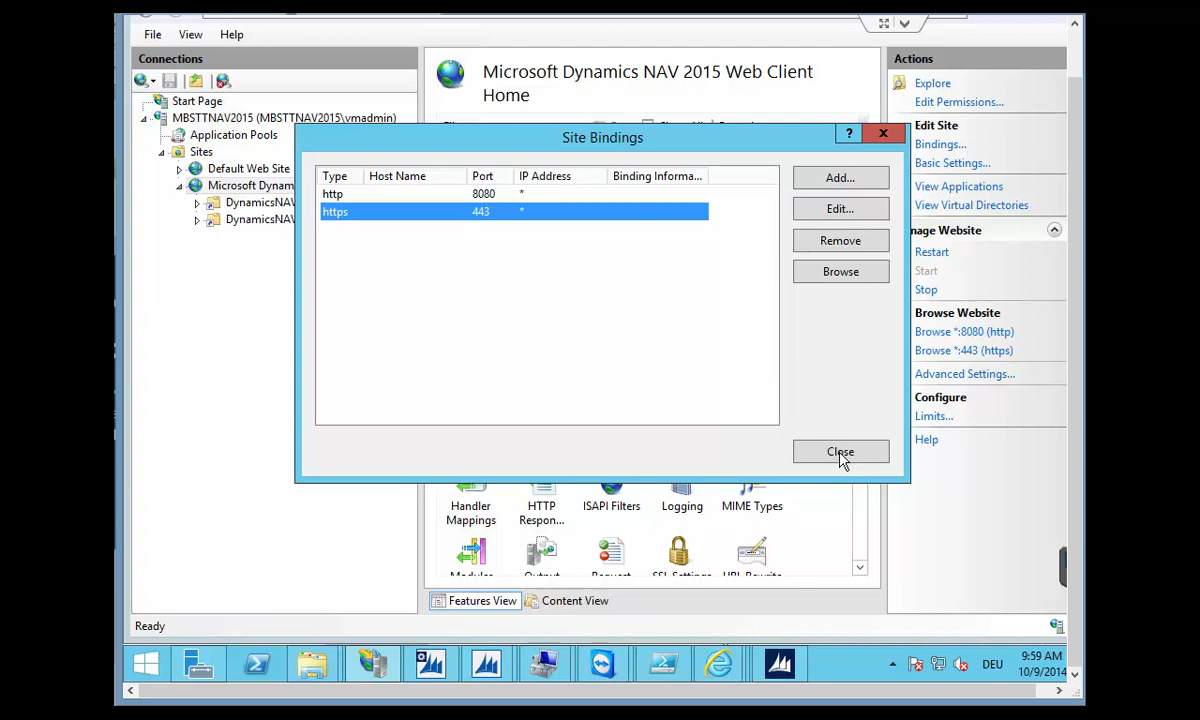 File View Help
Connections
Start Page
MBSTTNAV2015 (MBSTTNAV2015\vmadmin)
Application Pools
Sites
Default Web Site
Microsoft Dynam
DynamicsNAV
DynamicsNAV
Microsoft Dynamics NAV 2015 Web Client
Home
Site Bindings
?
Type Host Name Port IP Address Binding Informa...
http 8080 *
https 443 *
Add...
Edit...
Remove
Browse
Close
Handler
Mappings
HTTP
Respon...
ISAPI Filters
Logging
MIME Types
Features View
Content View
Actions
Explore
Edit Permissions...
Edit Site
Bindings...
Basic Settings...
View Applications
View Virtual Directories
nage Website
Restart
Start
Stop
Browse Website
Browse *:8080 (http)
Browse *:443 (https)
Advanced Settings...
Configure
Limits...
Help
Ready
DEU
9:59 AM
10/9/2014